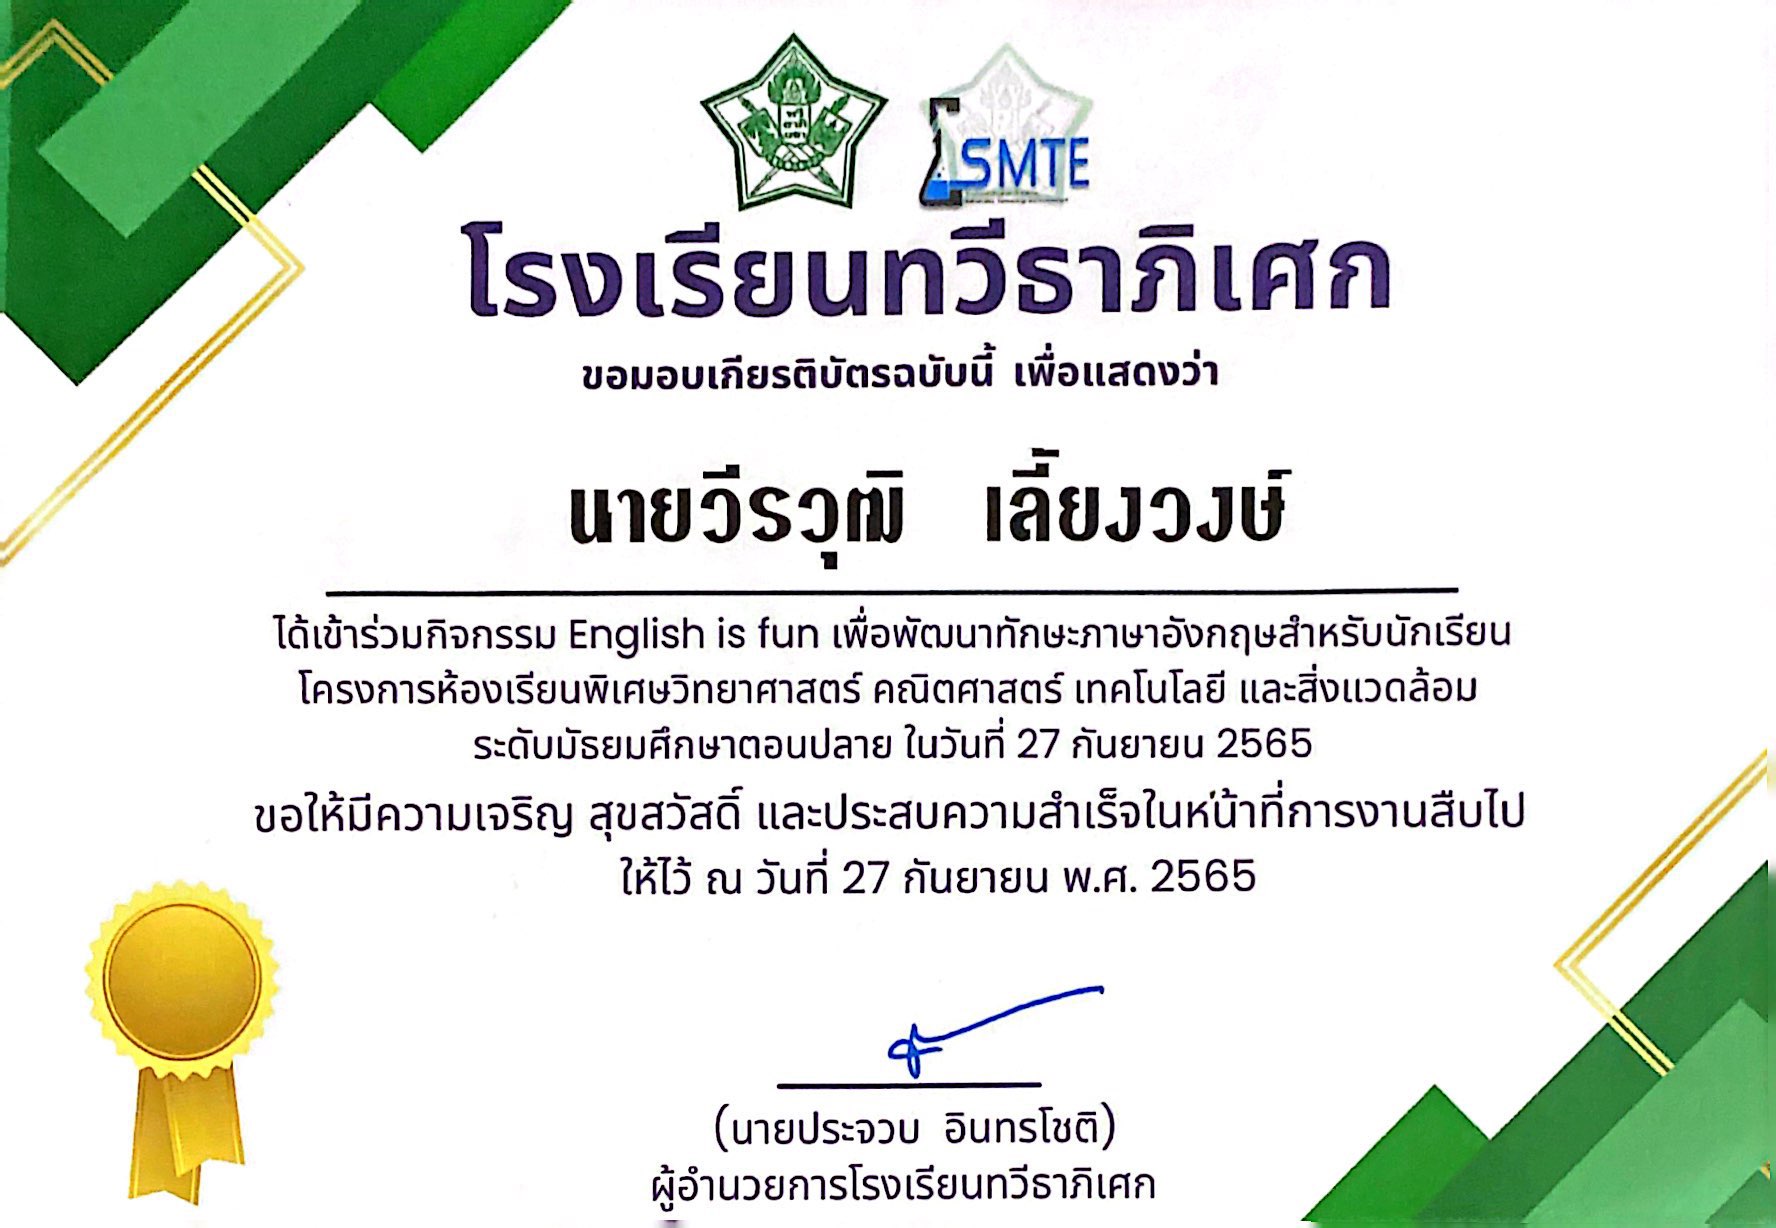 SMTE
โรงเรียนทวีธาภิเศก
ขอมอบเกียรติบัตรฉบับนี้ เพื่อแสดงว่า
นายวีรวุฒิ เลี้ยงวงษ์
ได้เข้าร่วมกิจกรรม English is fun เพื่อพัฒนาทักษะภาษาอังกฤษสำหรับนักเรียน
โครงการห้องเรียนพิเศษวิทยาศาสตร์ คณิตศาสตร์ เทคโนโลยี และสิ่งแวดล้อม
ระดับมัธยมศึกษาตอนปลาย ในวันที่ 27 กันยายน 2565
ขอให้มีความเจริญ สุขสวัสดิ์ และประสบความสำเร็จในหน้าที่การงานสืบไป
ให้ไว้ ณ วันที่ 27 กันยายน พ.ศ. 2565
(นายประจวบ อินทรโชติ)
ผู้อำนวยการโรงเรียนทวีธาภิเศก